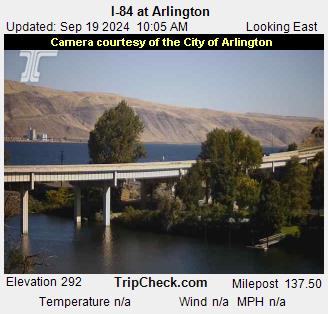 I-84 at Arlington
Updated: Sep 19 2024 10:05 AM Looking East
Camera courtesy of the City of Arlington
Elevation 292 TripCheck.com Milepost 137.50
Temperature n/a Wind n/a MPH n/a